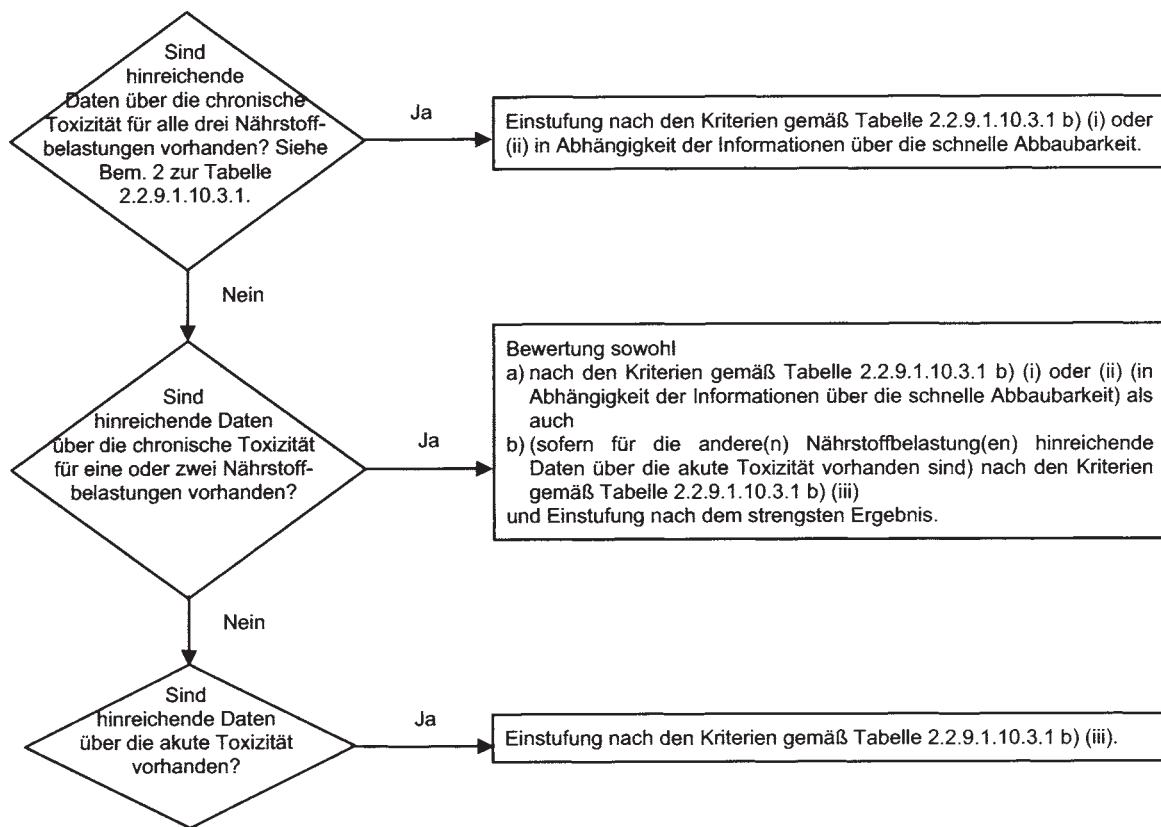 Sind
hinreichende
Daten über die chronische
Toxizität für alle drei Nährstoff-
belastungen vorhanden? Siehe
Bem. 2 zur Tabelle
2.2.9.1.10.3.1.
Ja
Einstufung nach den Kriterien gemäß Tabelle 2.2.9.1.10.3.1 b) (i) oder
(ii) in Abhängigkeit der Informationen über die schnelle Abbaubarkeit.
Nein
Sind
hinreichende Daten
über die chronische Toxizität
für eine oder zwei Nährstoff-
belastungen vorhanden?
Ja
Bewertung sowohl
a) nach den Kriterien gemäß Tabelle 2.2.9.1.10.3.1 b) (i) oder (ii) (in
Abhängigkeit der Informationen über die schnelle Abbaubarkeit) als
auch
b) (sofern für die andere(n) Nährstoffbelastung(en) hinreichende
Daten über die akute Toxizität vorhanden sind) nach den Kriterien
gemäß Tabelle 2.2.9.1.10.3.1 b) (iii)
und Einstufung nach dem strengsten Ergebnis.
Nein
Sind
hinreichende Daten
über die akute Toxizität
vorhanden?
Ja
Einstufung nach den Kriterien gemäß Tabelle 2.2.9.1.10.3.1 b) (iii).